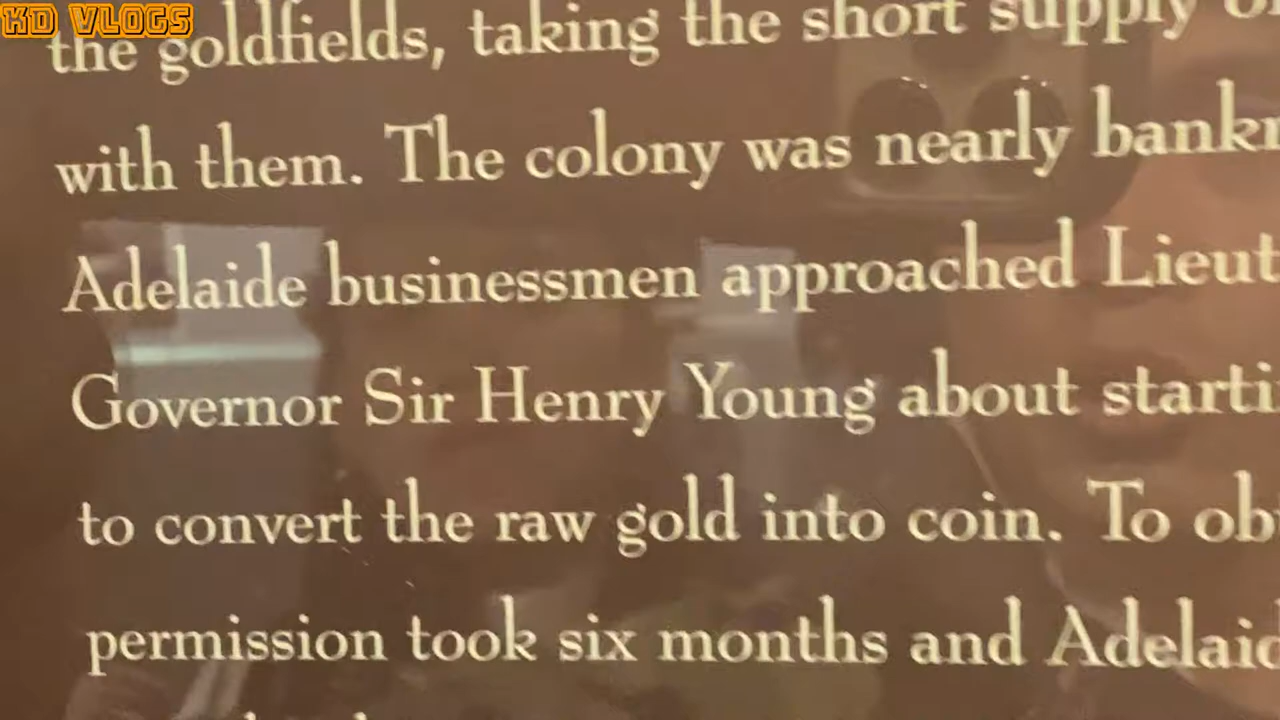 KD VLOGS
the goldfields, taking the short supply
with them. The colony was nearly
Adelaide businessmen approached
Governor Sir Henry Young about
to convert the raw gold into coin. To
permission took six months and